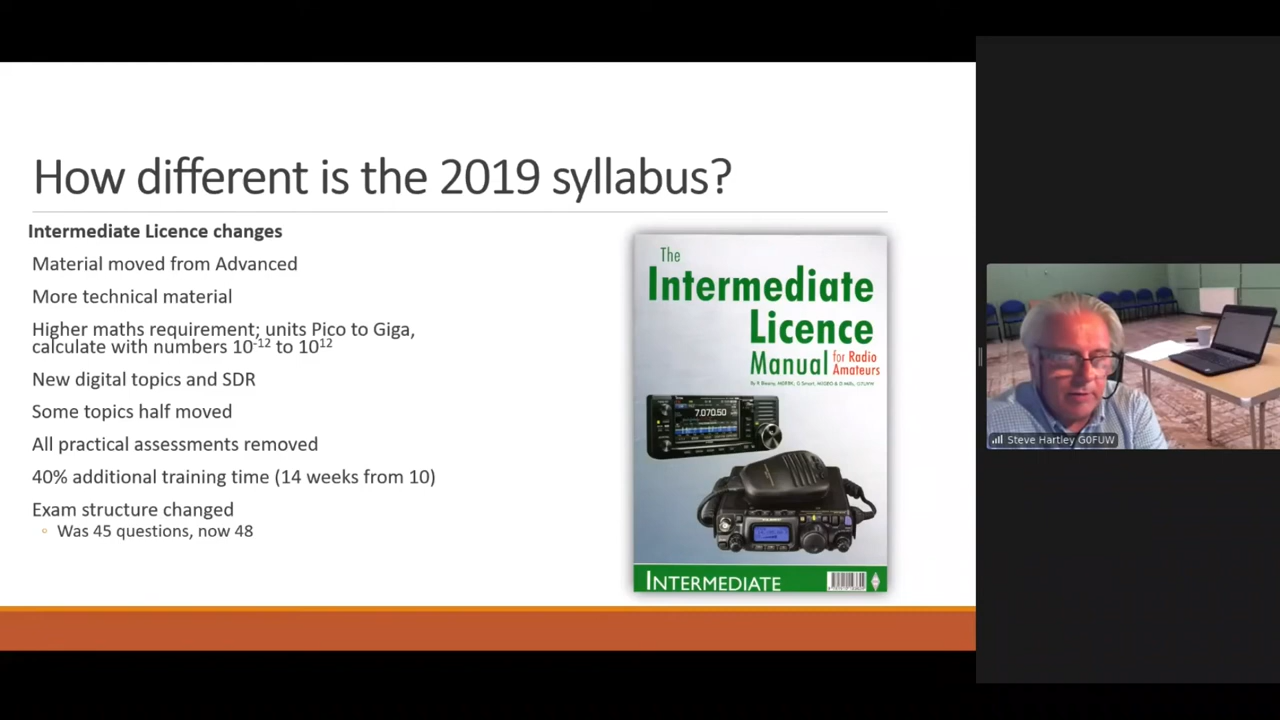 How different is the 2019 syllabus?
Intermediate Licence changes
Material moved from Advanced
More technical material
Higher maths requirement; units Pico to Giga,
calculate with numbers 10⁻¹² to 10¹²
New digital topics and SDR
Some topics half moved
All practical assessments removed
40% additional training time (14 weeks from 10)
Exam structure changed
◦ Was 45 questions, now 48
The
Intermediate
Licence
Manual for Radio
Amateurs
7.070.50
INTERMEDIATE
Steve Hartley G0FUW